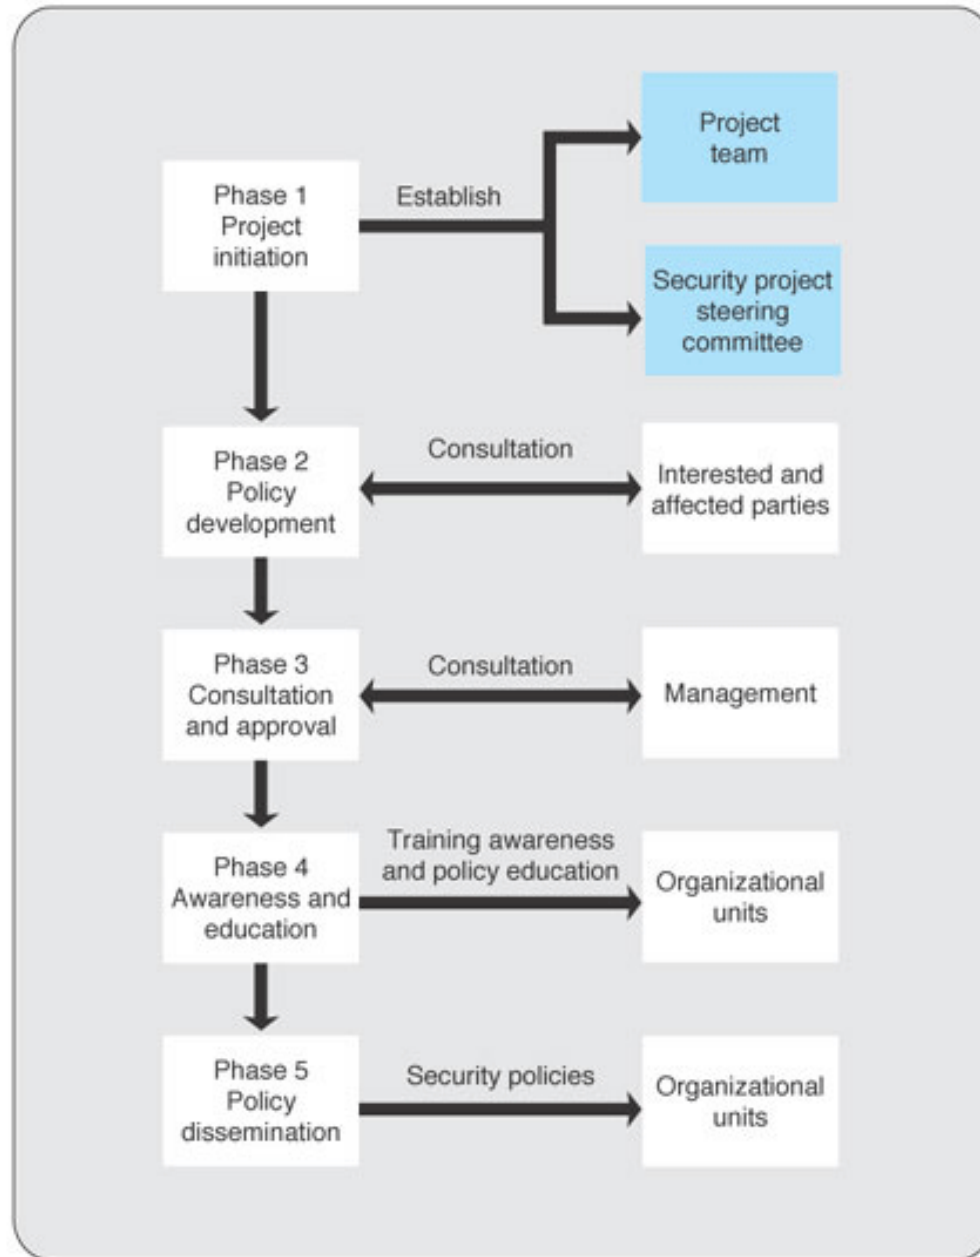 Project
team
Phase 1
Project
initiation
Establish
Security project
steering
committee
Phase 2
Policy
development
Consultation
Interested and
affected parties
Phase 3
Consultation
and approval
Consultation
Management
Phase 4
Awareness and
education
Training awareness
and policy education
Organizational
units
Phase 5
Policy
dissemination
Security policies
Organizational
units